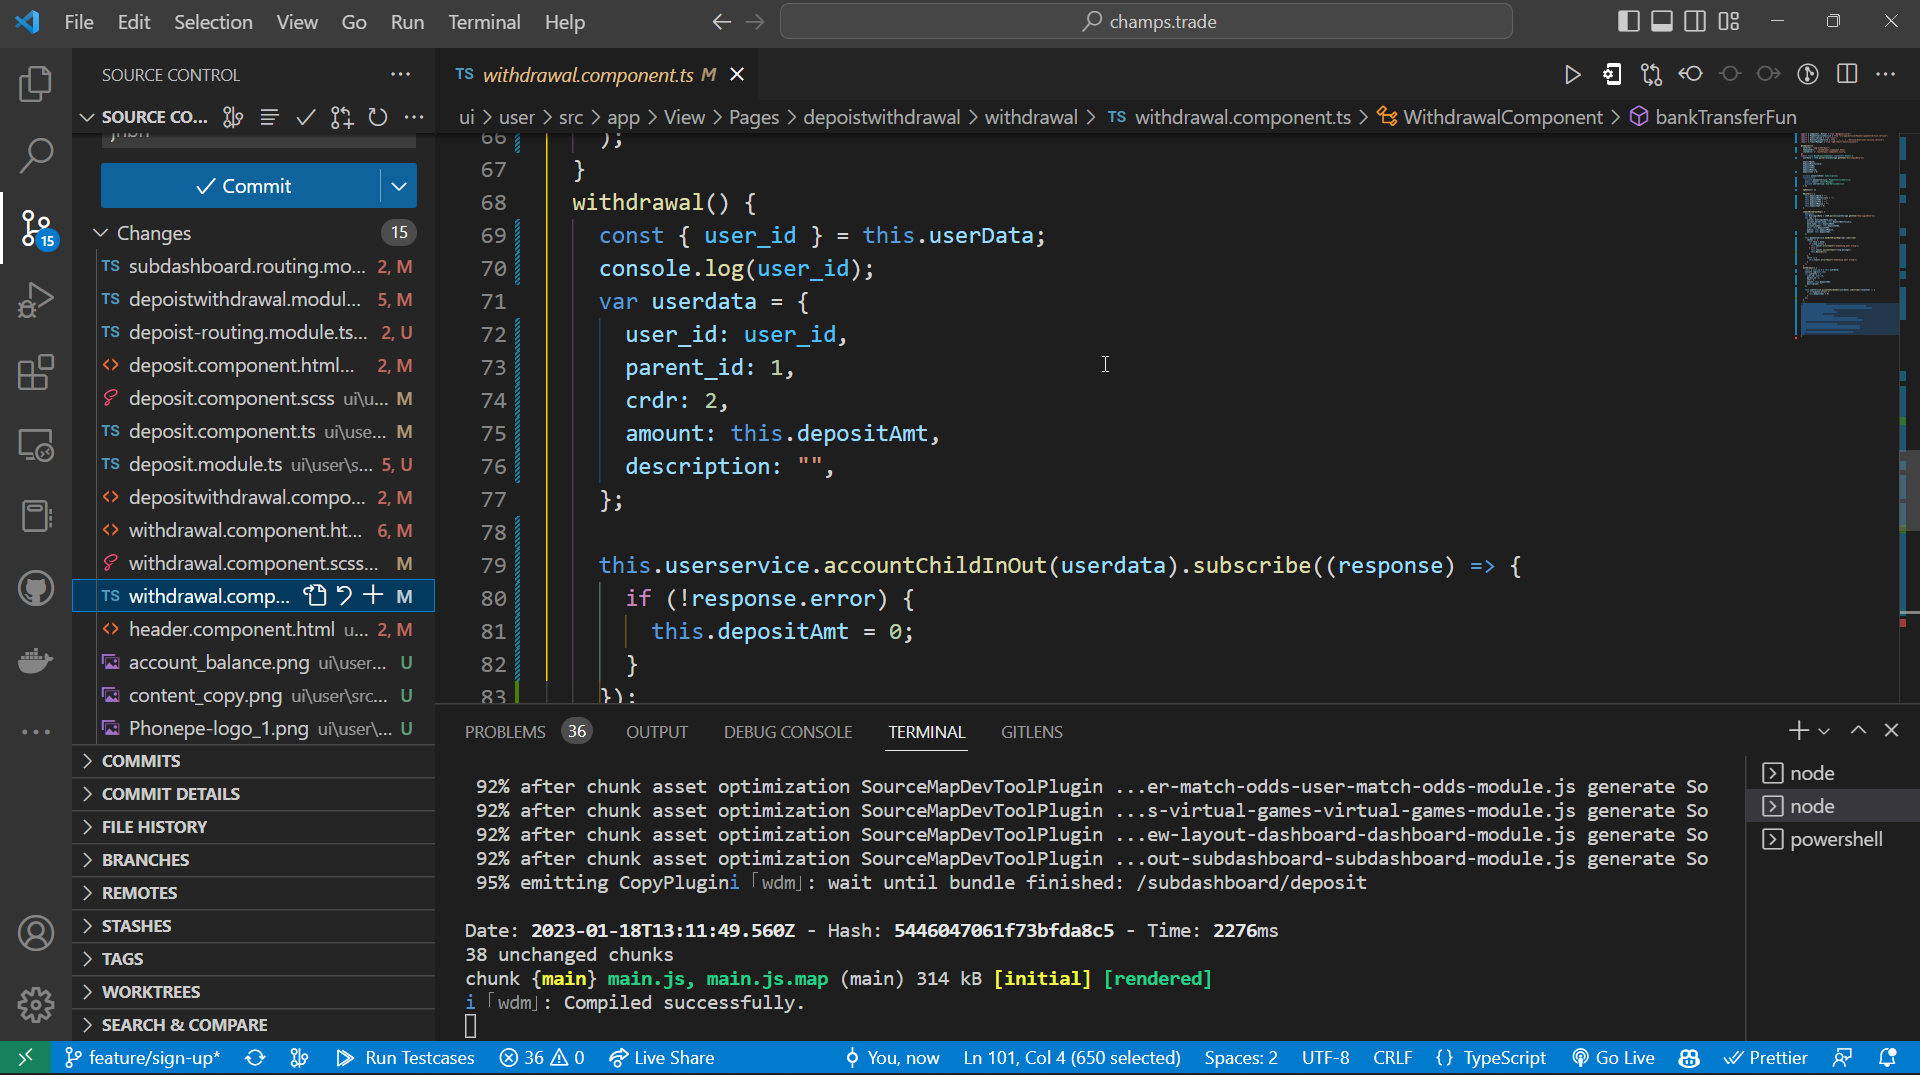 File Edit Selection View Go Run Terminal Help
champs.trade
SOURCE CONTROL
SOURCE CO...
Commit
Changes 15
15
TS subdashboard.routing.mo... 2, M
TS depoistwithdrawal.modul... 5, M
TS depoist-routing.module.ts... 2, U
<> deposit.component.html... 2, M
deposit.component.scss ui\u... M
TS deposit.component.ts ui\use... M
TS deposit.module.ts ui\user\s... 5, U
<> depositwithdrawal.compo... 2, M
<> withdrawal.component.ht... 6, M
withdrawal.component.scss... M
TS withdrawal.comp... M
<> header.component.html u... 2, M
account_balance.png ui\user... U
content_copy.png ui\user\src... U
Phonepe-logo_1.png ui\user\... U
COMMITS
COMMIT DETAILS
FILE HISTORY
BRANCHES
REMOTES
STASHES
TAGS
WORKTREES
SEARCH & COMPARE
TS withdrawal.component.ts M
ui > user > src > app > View > Pages > depoistwithdrawal > withdrawal > TS withdrawal.component.ts > WithdrawalComponent > bankTransferFun
66 );
67 }
68 withdrawal() {
69 const { user_id } = this.userData;
70 console.log(user_id);
71 var userdata = {
72 user_id: user_id,
73 parent_id: 1,
74 crdr: 2,
75 amount: this.depositAmt,
76 description: "",
77 };
78
79 this.userservice.accountChildInOut(userdata).subscribe((response) => {
80 if (!response.error) {
81 this.depositAmt = 0;
82 }
83 });
PROBLEMS 36 OUTPUT DEBUG CONSOLE TERMINAL GITLENS
92% after chunk asset optimization SourceMapDevToolPlugin ...er-match-odds-user-match-odds-module.js generate So
92% after chunk asset optimization SourceMapDevToolPlugin ...s-virtual-games-virtual-games-module.js generate So
92% after chunk asset optimization SourceMapDevToolPlugin ...ew-layout-dashboard-dashboard-module.js generate So
92% after chunk asset optimization SourceMapDevToolPlugin ...out-subdashboard-subdashboard-module.js generate So
95% emitting CopyPlugini ｢wdm｣: wait until bundle finished: /subdashboard/deposit
Date: 2023-01-18T13:11:49.560Z - Hash: 5446047061f73bfda8c5 - Time: 2276ms
38 unchanged chunks
chunk {main} main.js, main.js.map (main) 314 kB [initial] [rendered]
i ｢wdm｣: Compiled successfully.
node
node
powershell
feature/sign-up* Run Testcases 36 0 Live Share You, now Ln 101, Col 4 (650 selected) Spaces: 2 UTF-8 CRLF {} TypeScript Go Live Prettier